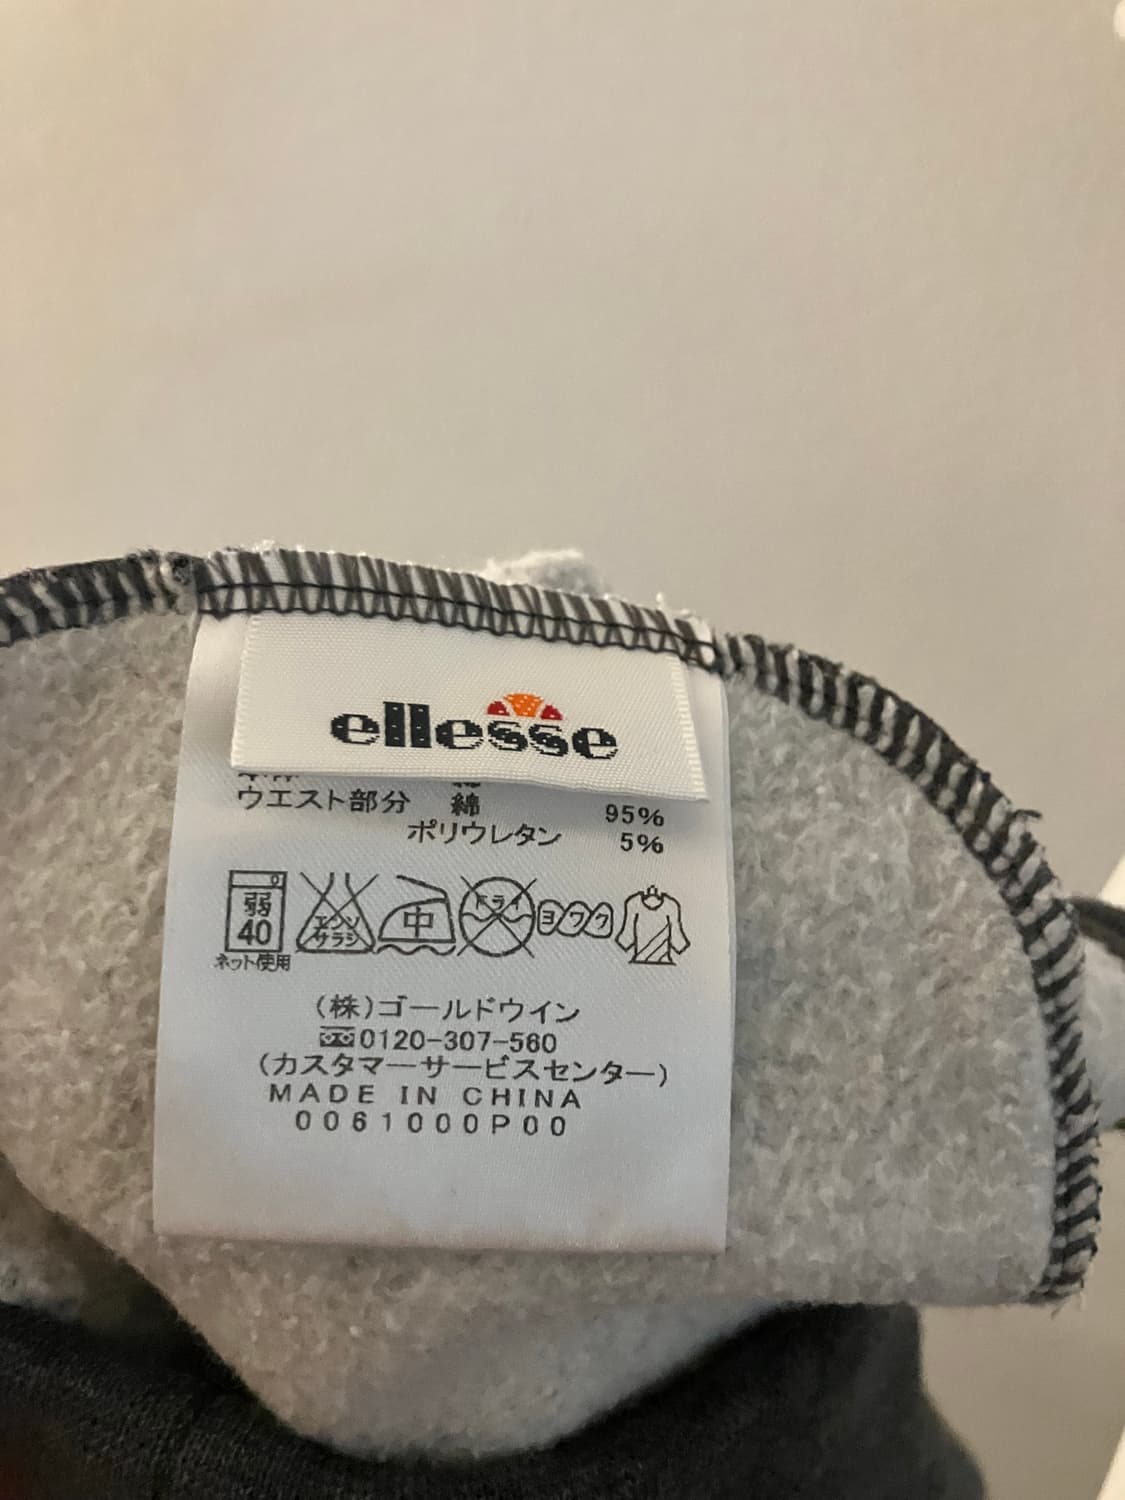 ellesse
ウエスト部分 綿 95%
ポリウレタン 5%
弱
40
ネット使用
エンソ
サラシ
中
ドライ
ヨワク
(株)ゴールドウイン
0120-307-560
(カスタマーサービスセンター)
MADE IN CHINA
0061000P00